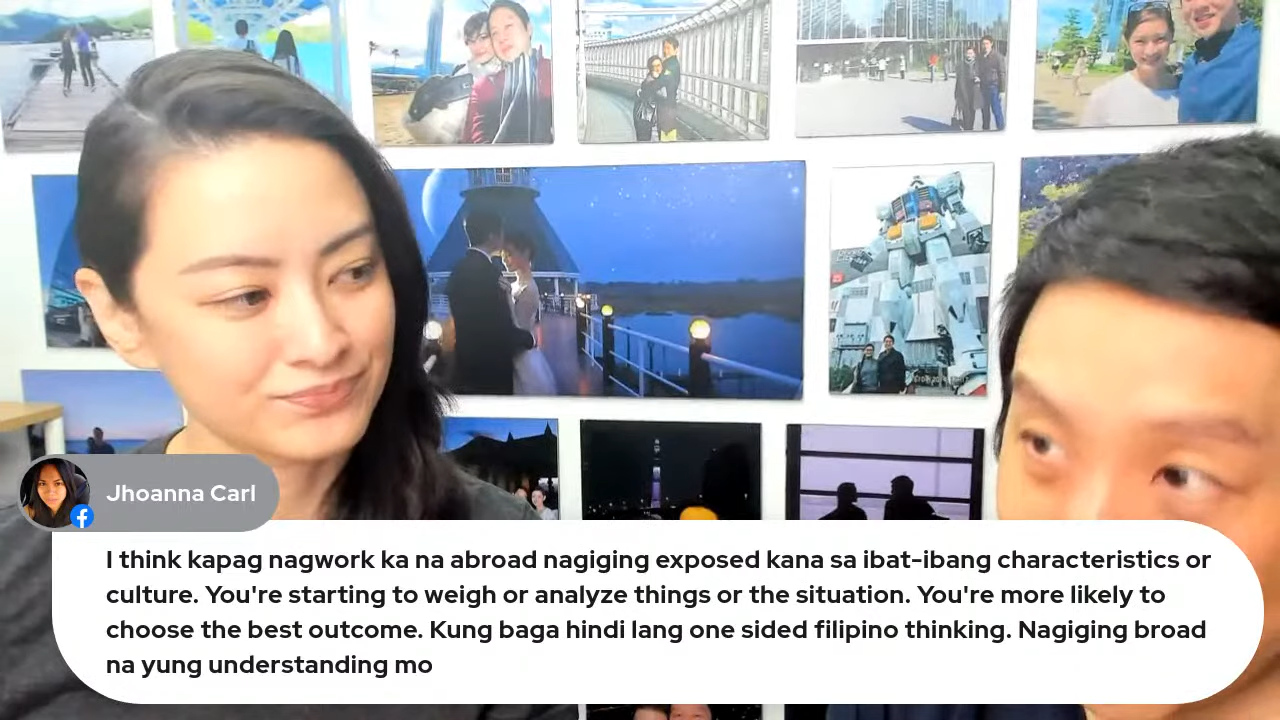 Jhoanna Carl
I think kapag nagwork ka na abroad nagiging exposed kana sa ibat-ibang characteristics or
culture. You're starting to weigh or analyze things or the situation. You're more likely to
choose the best outcome. Kung baga hindi lang one sided filipino thinking. Nagiging broad
na yung understanding mo